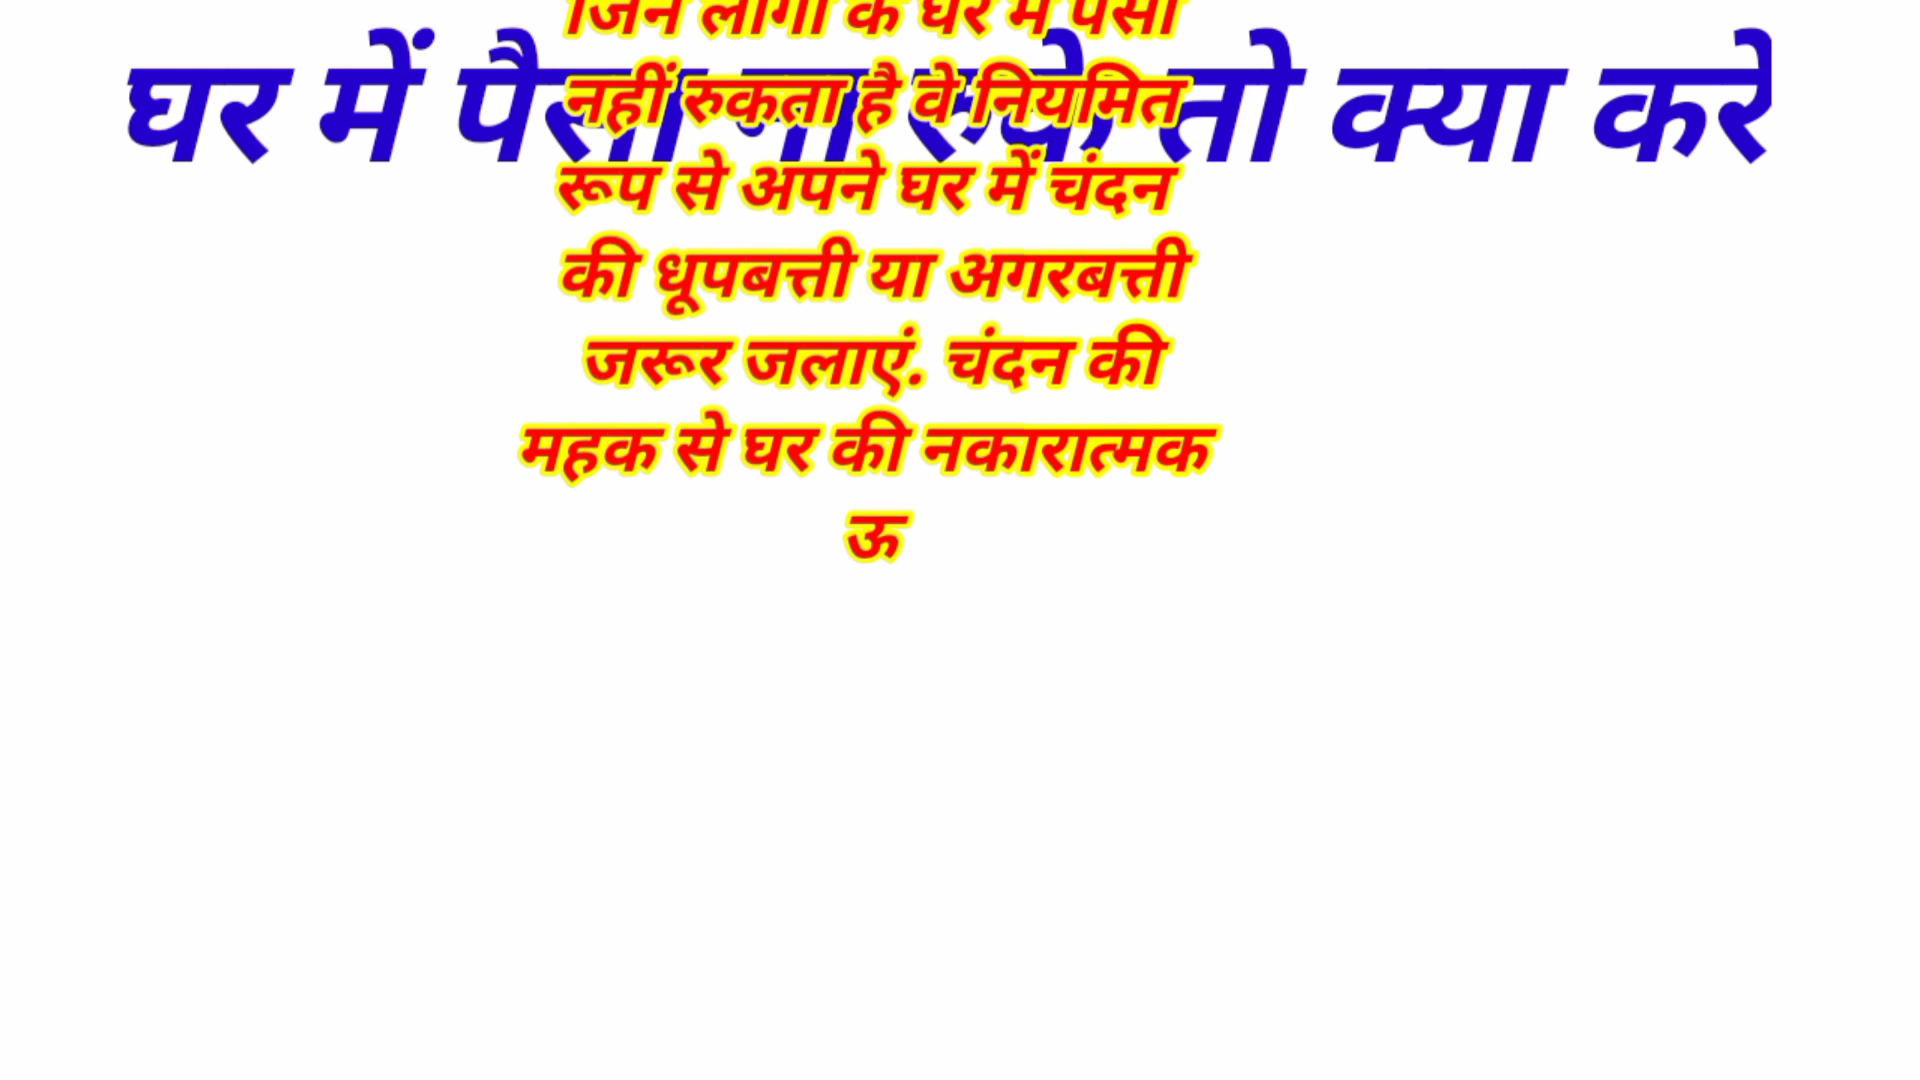 जिन लोगों के घर में पैसा
घर में पैसा ना रुके तो क्या करे
नहीं रुकता है वे नियमित
रूप से अपने घर में चंदन
की धूपबत्ती या अगरबत्ती
जरूर जलाएं. चंदन की
महक से घर की नकारात्मक
ऊ